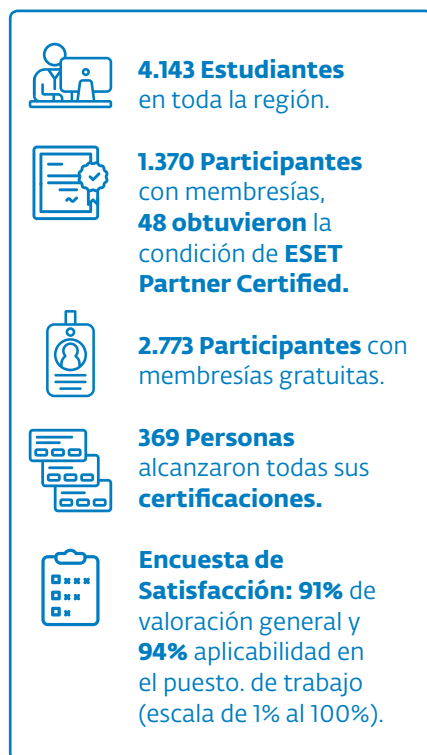 4.143 Estudiantes
en toda la región.
1.370 Participantes
con membresías,
48 obtuvieron la
condición de ESET
Partner Certified.
2.773 Participantes con
membresías gratuitas.
369 Personas
alcanzaron todas sus
certificaciones.
Encuesta de
Satisfacción: 91% de
valoración general y
94% aplicabilidad en
el puesto. de trabajo
(escala de 1% al 100%).